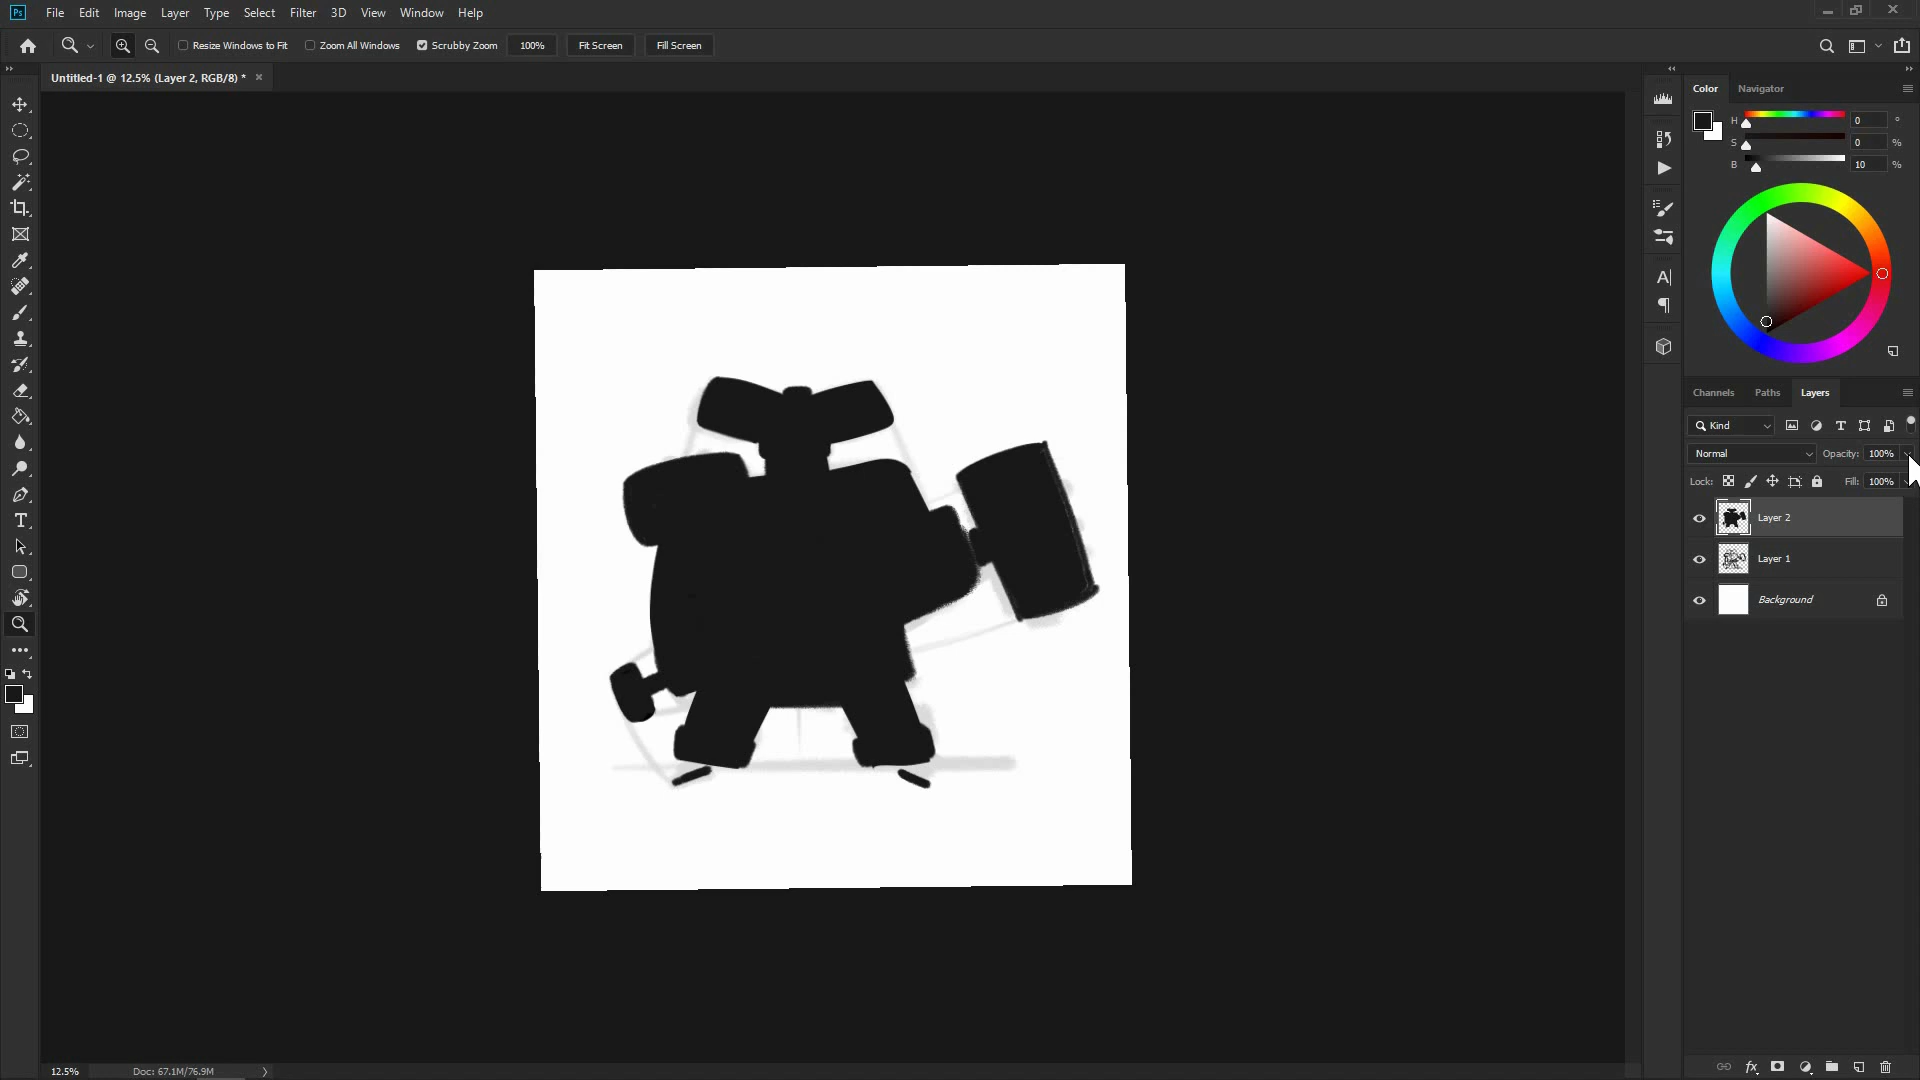 Ps File Edit Image Layer Type Select Filter 3D View Window Help
Resize Windows to Fit Zoom All Windows Scrubby Zoom 100% Fit Screen Fill Screen
Untitled-1 @ 12.5% (Layer 2, RGB/8) *
Color Navigator
H 0 °
S 0 %
B 10 %
Channels Paths Layers
Kind
Normal Opacity: 100%
Lock: Fill: 100%
Layer 2
Layer 1
Background
12.5% Doc: 67.1M/76.9M